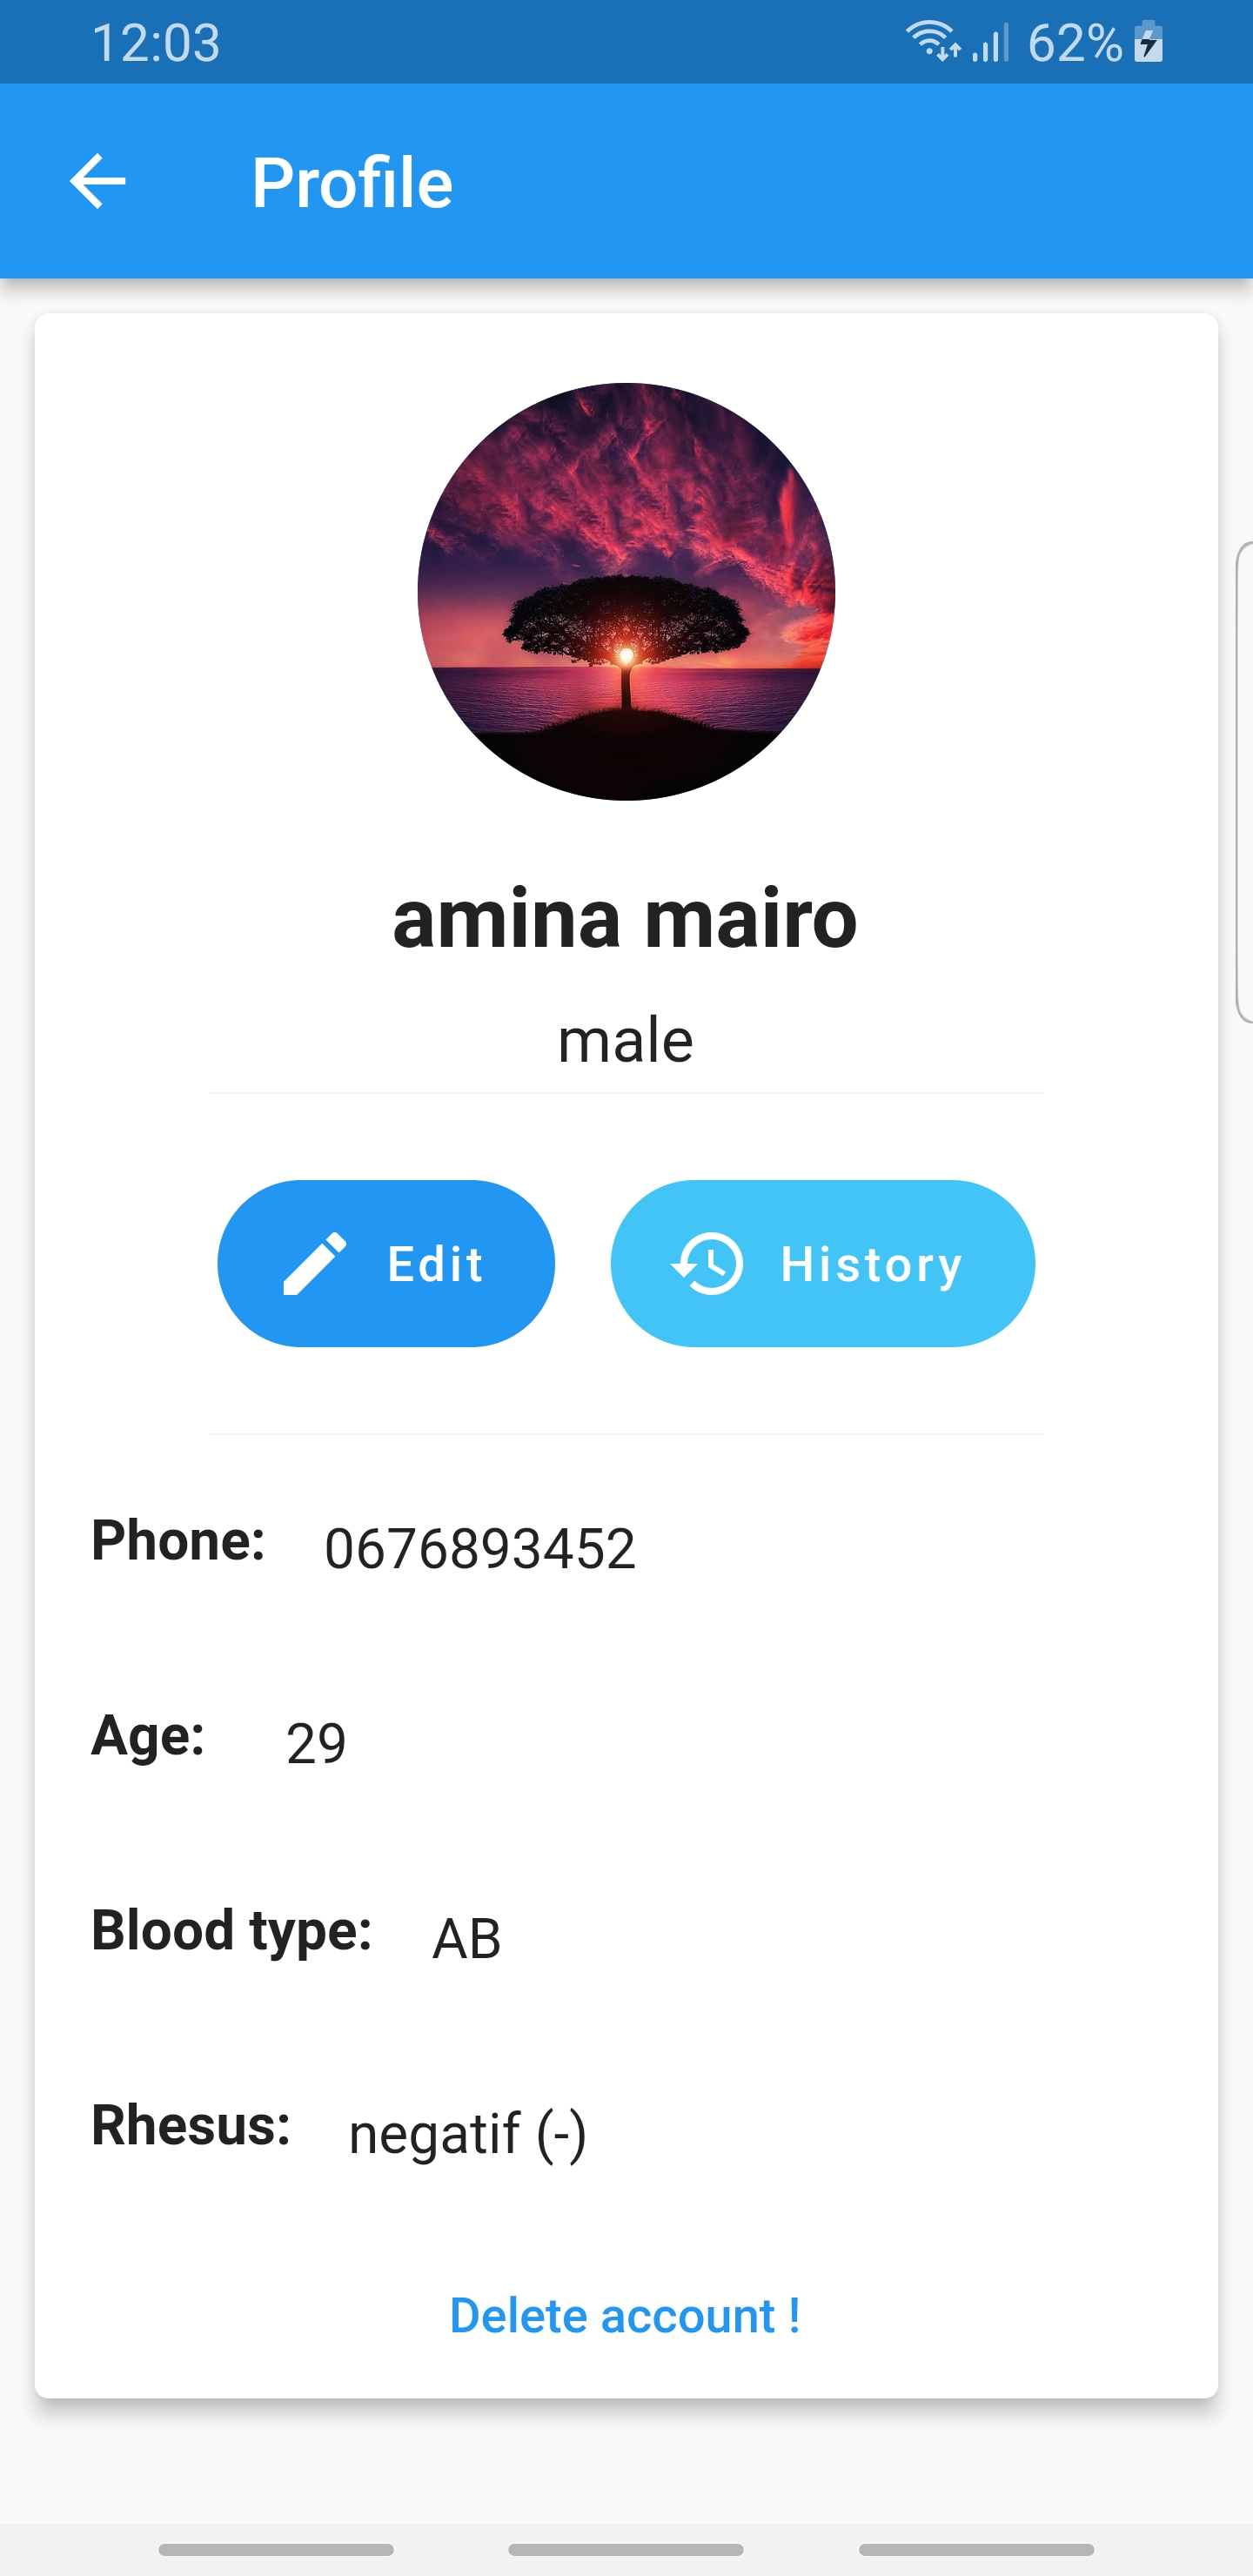 12:03 62%
Profile
amina mairo
male
Edit History
Phone: 0676893452
Age: 29
Blood type: AB
Rhesus: negatif (-)
Delete account !